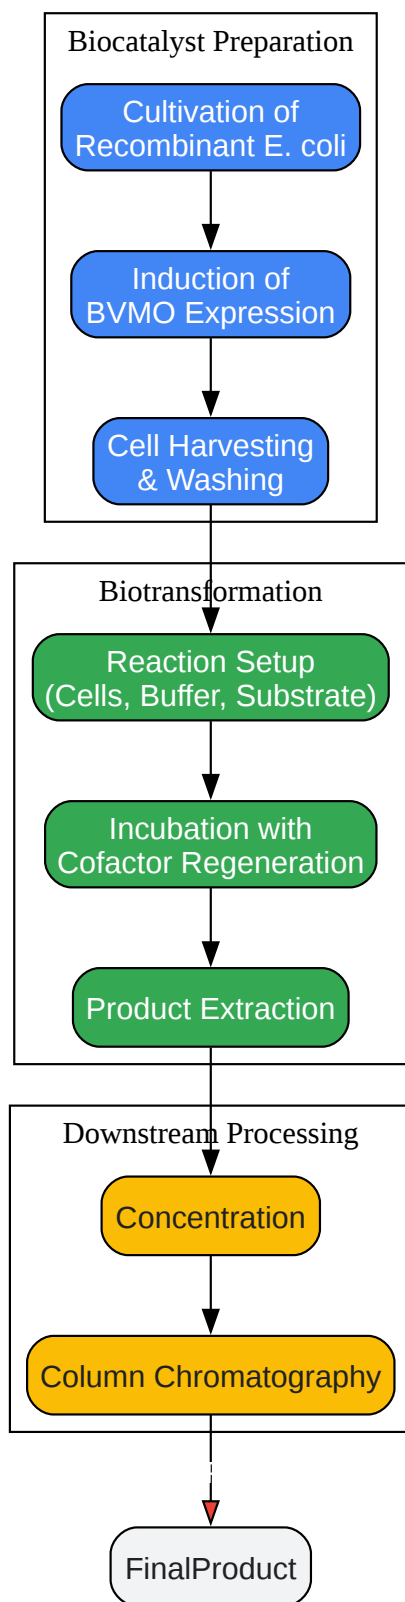 Biocatalyst Preparation
Cultivation of
Recombinant E. coli
Induction of
BVMO Expression
Cell Harvesting
& Washing
Biotransformation
Reaction Setup
(Cells, Buffer, Substrate)
Incubation with
Cofactor Regeneration
Product Extraction
Downstream Processing
Concentration
Column Chromatography
FinalProduct